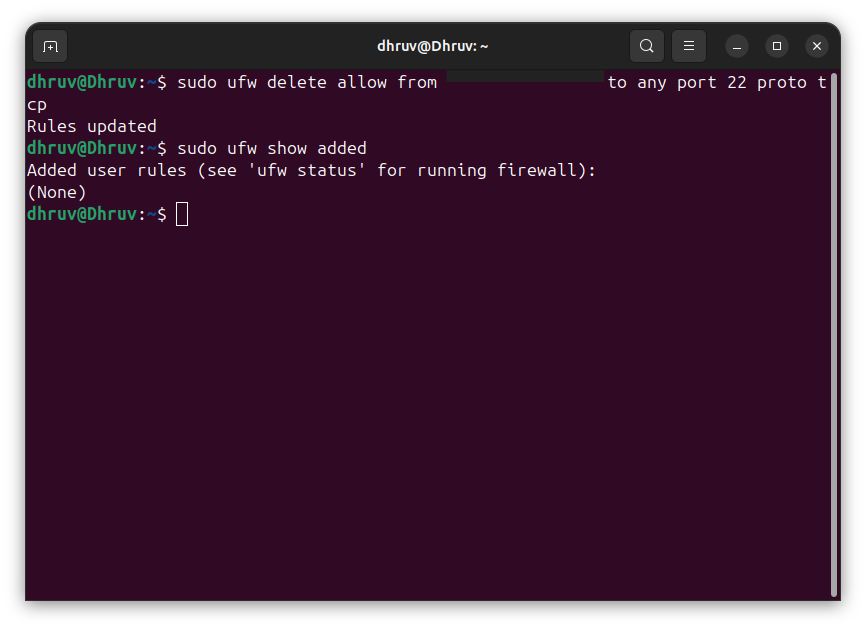 dhruv@Dhruv: ~
dhruv@Dhruv:~$ sudo ufw delete allow from to any port 22 proto t
cp
Rules updated
dhruv@Dhruv:~$ sudo ufw show added
Added user rules (see 'ufw status' for running firewall):
(None)
dhruv@Dhruv:~$